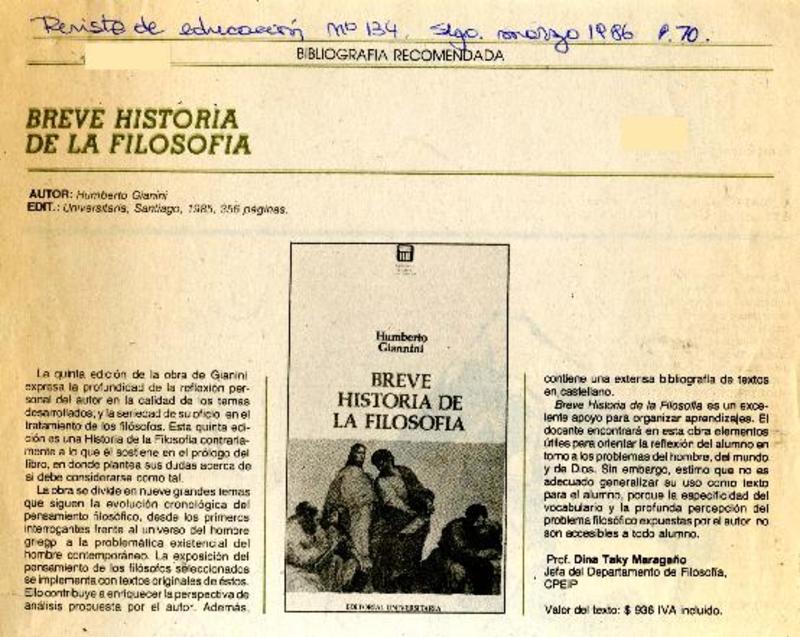 Revista de educación Nº 134. Stgo. marzo 1986 P. 70.
BIBLIOGRAFIA RECOMENDADA
BREVE HISTORIA
DE LA FILOSOFIA
AUTOR: Humberto Gianini
EDIT.: Universitaria, Santiago, 1985, 356 páginas.
La quinta edición de la obra de Gianini
expresa la profundidad de la reflexión per-
sonal del autor en la calidad de los temas
desarrollados; y la seriedad de su oficio en el
tratamiento de los filósofos. Esta quinta edi-
ción es una Historia de la Filosofía contraria-
mente a lo que él sostiene en el prólogo del
libro, en donde plantea sus dudas acerca de
si debe considerarse como tal.
La obra se divide en nueve grandes temas
que siguen la evolución cronológica del
pensamiento filosófico, desde los primeros
interrogantes frente al universo del hombre
griego a la problemática existencial del
hombre contemporáneo. La exposición del
pensamiento de los filósofos seleccionados
se implementa con textos originales de éstos.
Ello contribuye a enriquecer la perspectiva de
análisis propuesta por el autor. Además,
Humberto
Giannini
BREVE
HISTORIA DE
LA FILOSOFIA
EDITORIAL UNIVERSITARIA
contiene una extensa bibliografía de textos
en castellano.
Breve Historia de la Filosofía es un exce-
lente apoyo para organizar aprendizajes. El
docente encontrará en esta obra elementos
útiles para orientar la reflexión del alumno en
torno a los problemas del hombre, del mundo
y de Dios. Sin embargo, estimo que no es
adecuado generalizar su uso como texto
para el alumno, porque la especificidad del
vocabulario y la profunda percepción del
problema filosófico expuestas por el autor no
son accesibles a todo alumno.
Prof. Dina Taky Maragaño
Jefa del Departamento de Filosofía,
CPEIP
Valor del texto: $ 936 IVA incluido.